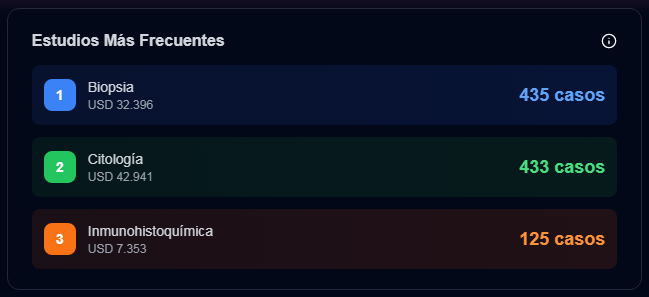 Estudios Más Frecuentes
1
Biopsia
USD 32.396
435 casos
2
Citología
USD 42.941
433 casos
3
Inmunohistoquímica
USD 7.353
125 casos